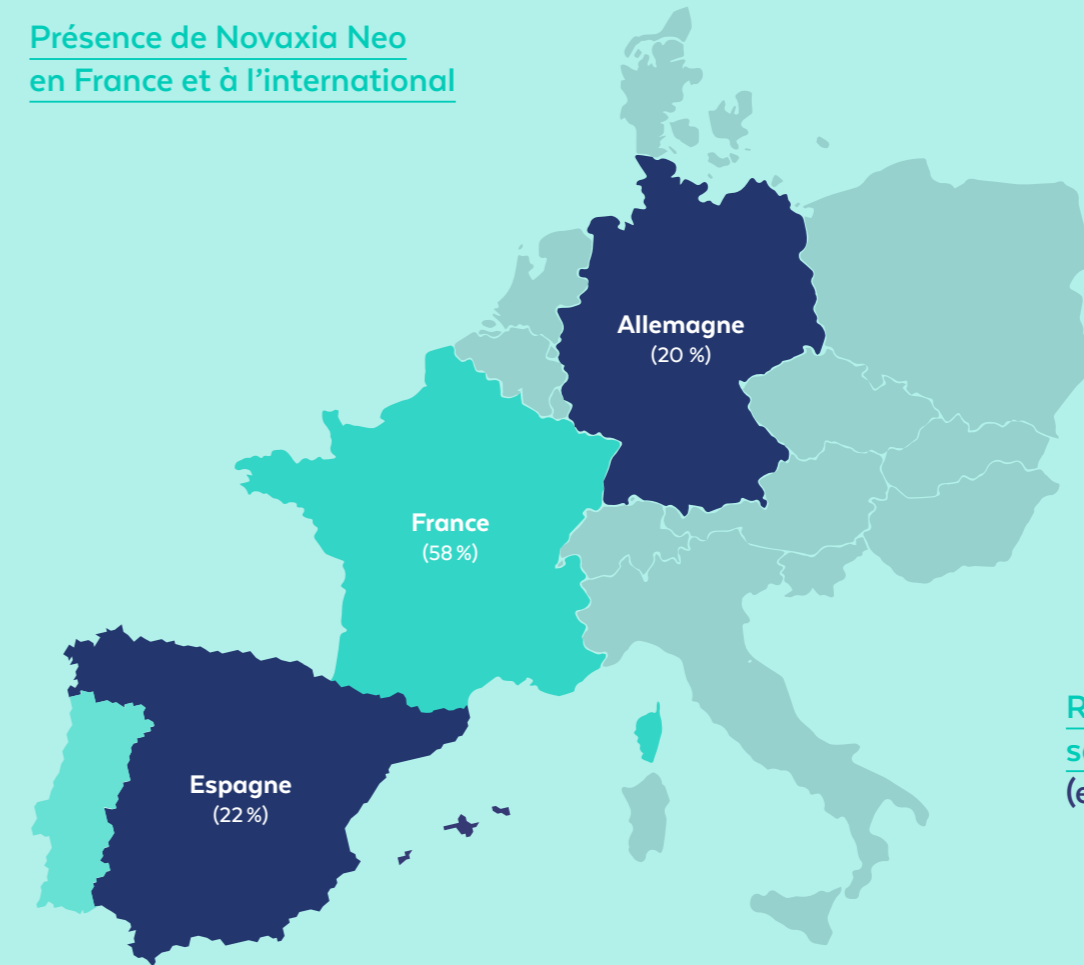 Présence de Novaxia Neo
en France et à l'international
Allemagne
(20 %)
France
(58 %)
Espagne
(22 %)